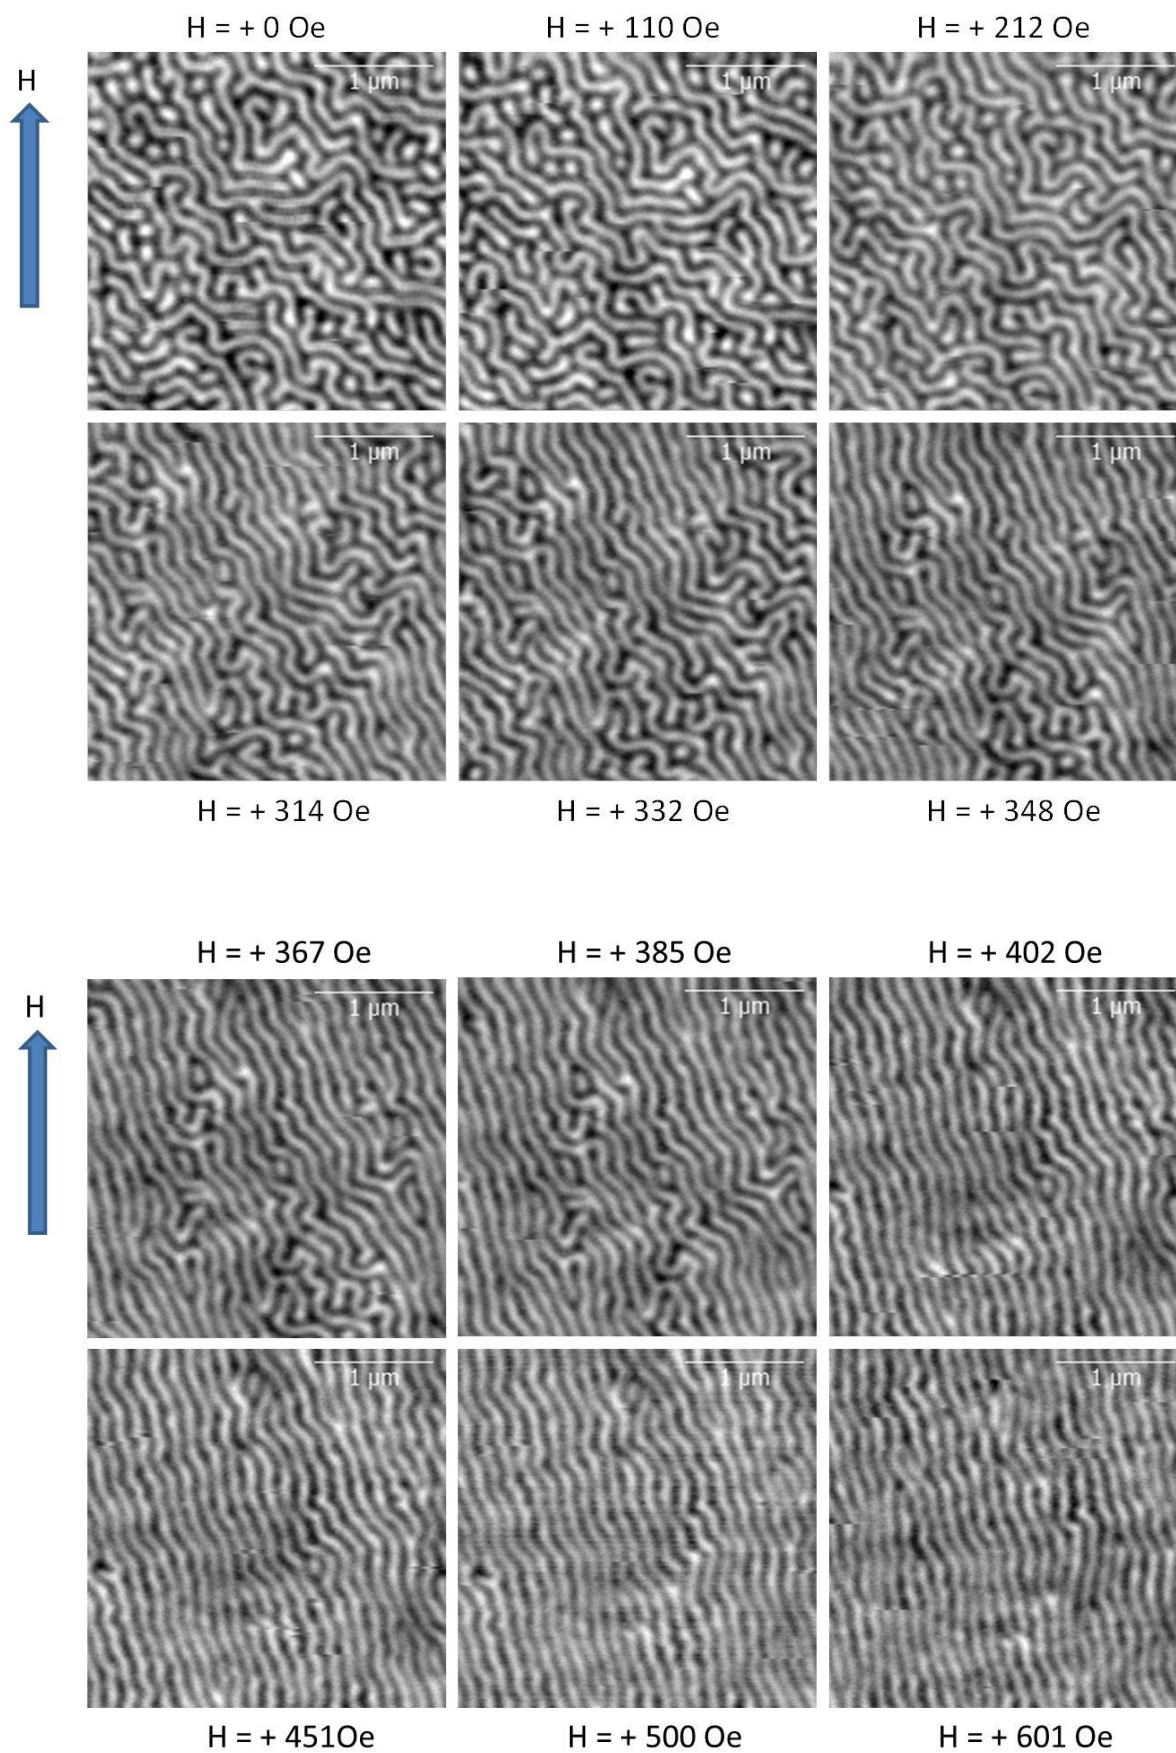 H = + 0 Oe
H = + 110 Oe
H = + 212 Oe
H
1 µm
1 µm
1 µm
1 µm
1 µm
1 µm
H = + 314 Oe
H = + 332 Oe
H = + 348 Oe
H = + 367 Oe
H = + 385 Oe
H = + 402 Oe
H
1 µm
1 µm
1 µm
1 µm
1 µm
1 µm
H = + 451Oe
H = + 500 Oe
H = + 601 Oe